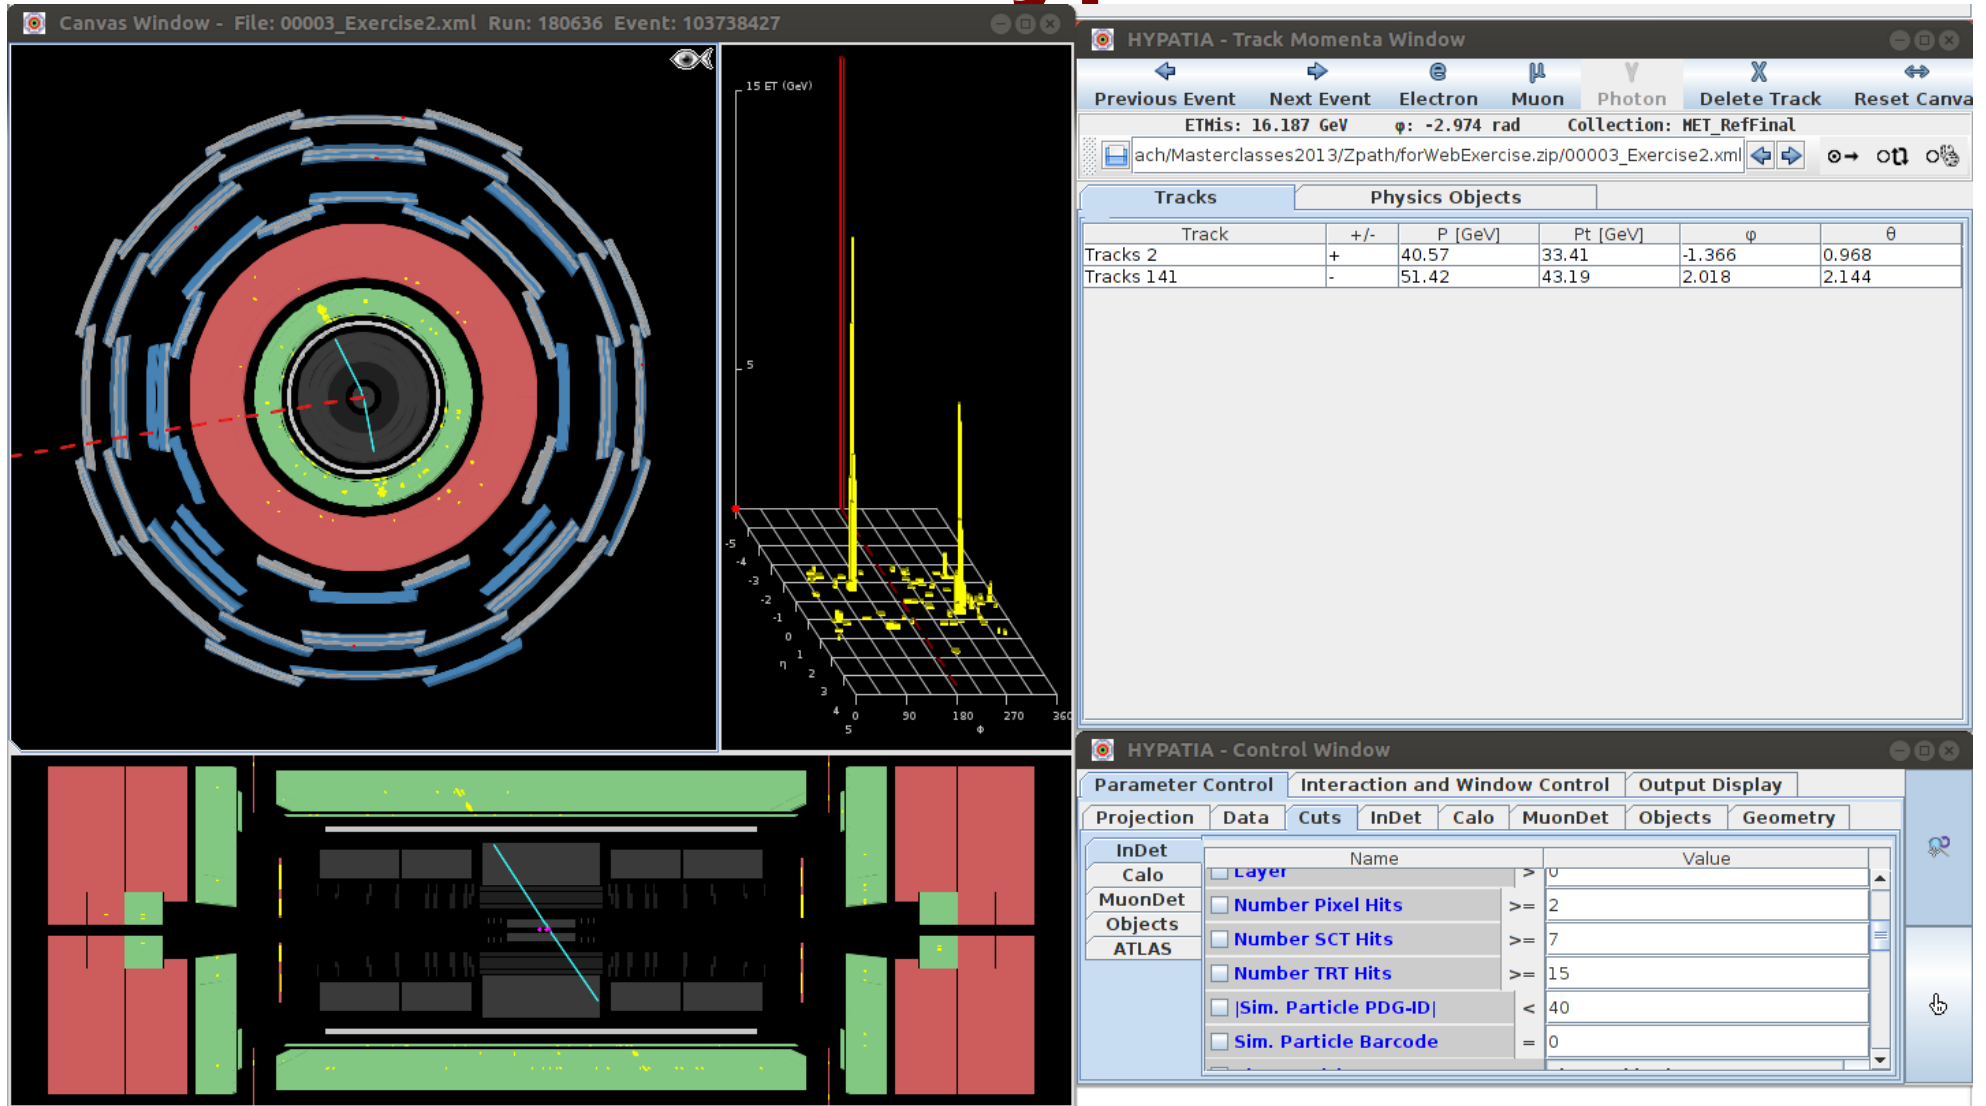 Canvas Window - File: 00003_Exercise2.xml Run: 180636 Event: 103738427
15 ET (GeV)
5
-5
-4
-3
-2
-1
0
1
2
3
4
5
η
0 90 180 270 360
Φ
HYPATIA - Track Momenta Window
Previous Event Next Event Electron Muon Photon Delete Track Reset Canva
ETMis: 16.187 GeV φ: -2.974 rad Collection: MET_RefFinal
ach/Masterclasses2013/Zpath/forWebExercise.zip/00003_Exercise2.xml
Tracks Physics Objects
Track +/- P [GeV] Pt [GeV] φ θ
Tracks 2 + 40.57 33.41 -1.366 0.968
Tracks 141 - 51.42 43.19 2.018 2.144
HYPATIA - Control Window
Parameter Control Interaction and Window Control Output Display
Projection Data Cuts InDet Calo MuonDet Objects Geometry
InDet
Calo
MuonDet
Objects
ATLAS
Name Value
Layer > 0
Number Pixel Hits >= 2
Number SCT Hits >= 7
Number TRT Hits >= 15
|Sim. Particle PDG-ID| < 40
Sim. Particle Barcode = 0